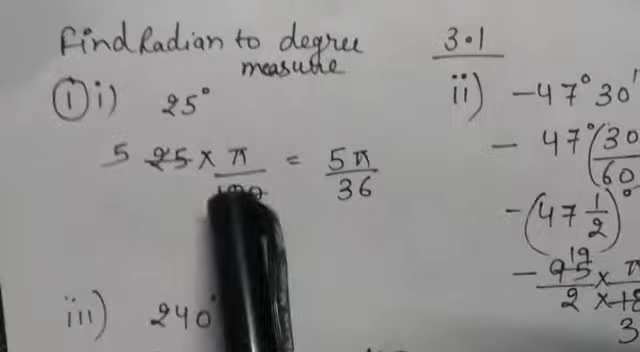 Find Radian to degree 3.1
measure
① i) 25°
5 25 × π/180 = 5π/36
ii) -47° 30'
- 47° (30/60
-(47 1/2)°
- 19 95/2 × π
iii) 240°